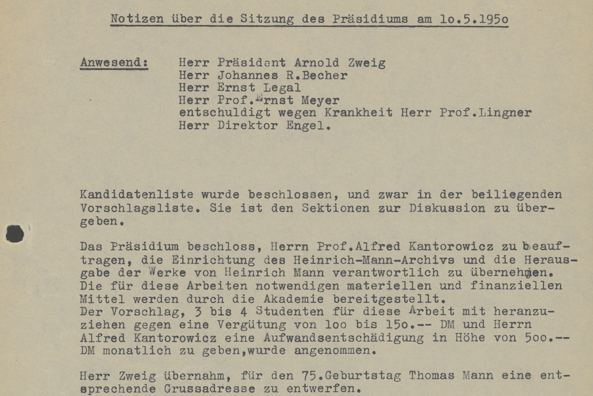 Notizen über die Sitzung des Präsidiums am 10.5.1950
Anwesend: Herr Präsident Arnold Zweig
Herr Johannes R.Becher
Herr Ernst Legal
Herr Prof.Ernst Meyer
entschuldigt wegen Krankheit Herr Prof.Lingner
Herr Direktor Engel.
Kandidatenliste wurde beschlossen, und zwar in der beiliegenden
Vorschlagsliste. Sie ist den Sektionen zur Diskussion zu über-
geben.
Das Präsidium beschloss, Herrn Prof.Alfred Kantorowicz zu beauf-
tragen, die Einrichtung des Heinrich-Mann-Archivs und die Heraus-
gabe der Werke von Heinrich Mann verantwortlich zu übernehmen.
Die für diese Arbeiten notwendigen materiellen und finanziellen
Mittel werden durch die Akademie bereitgestellt.
Der Vorschlag, 3 bis 4 Studenten für diese Arbeit mit heranzu-
ziehen gegen eine Vergütung von 100 bis 150.-- DM und Herrn
Alfred Kantorowicz eine Aufwandsentschädigung in Höhe von 500.--
DM monatlich zu geben,wurde angenommen.
Herr Zweig übernahm, für den 75.Geburtstag Thomas Mann eine ent-
sprechende Grussadresse zu entwerfen.